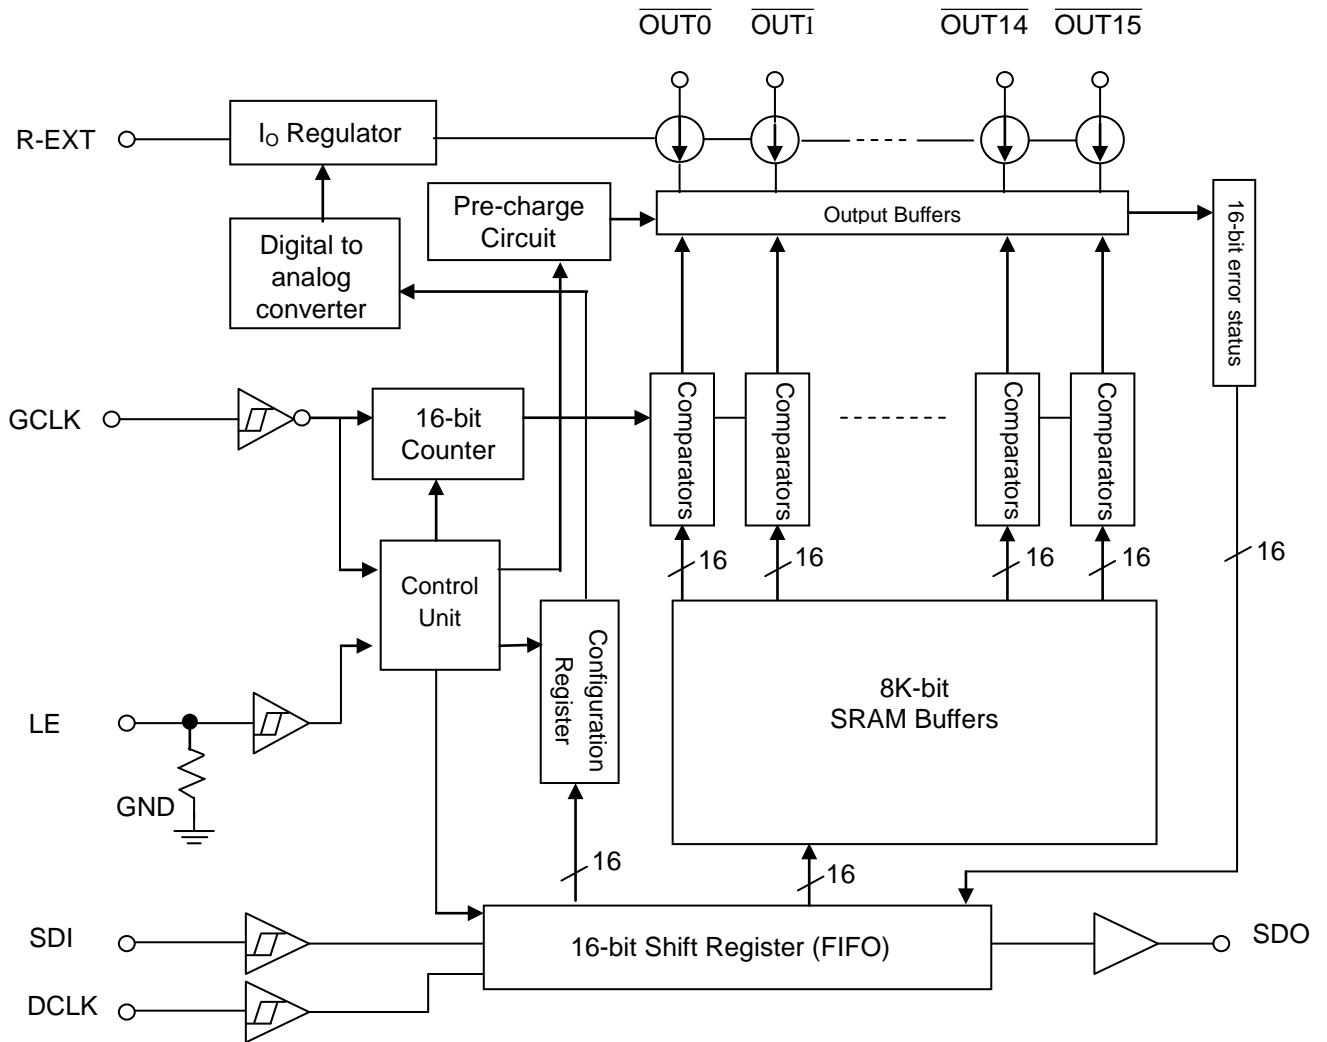 OUT0 OUT1 OUT14 OUT15
R-EXT
IO Regulator
Pre-charge
Circuit
Output Buffers
16-bit error status
Digital to
analog
converter
GCLK
16-bit
Counter
Comparators
Comparators
Comparators
Comparators
16
16
16
16
16
Control
Unit
Configuration
Register
8K-bit
SRAM Buffers
LE
GND
16
16
SDI
16-bit Shift Register (FIFO)
SDO
DCLK